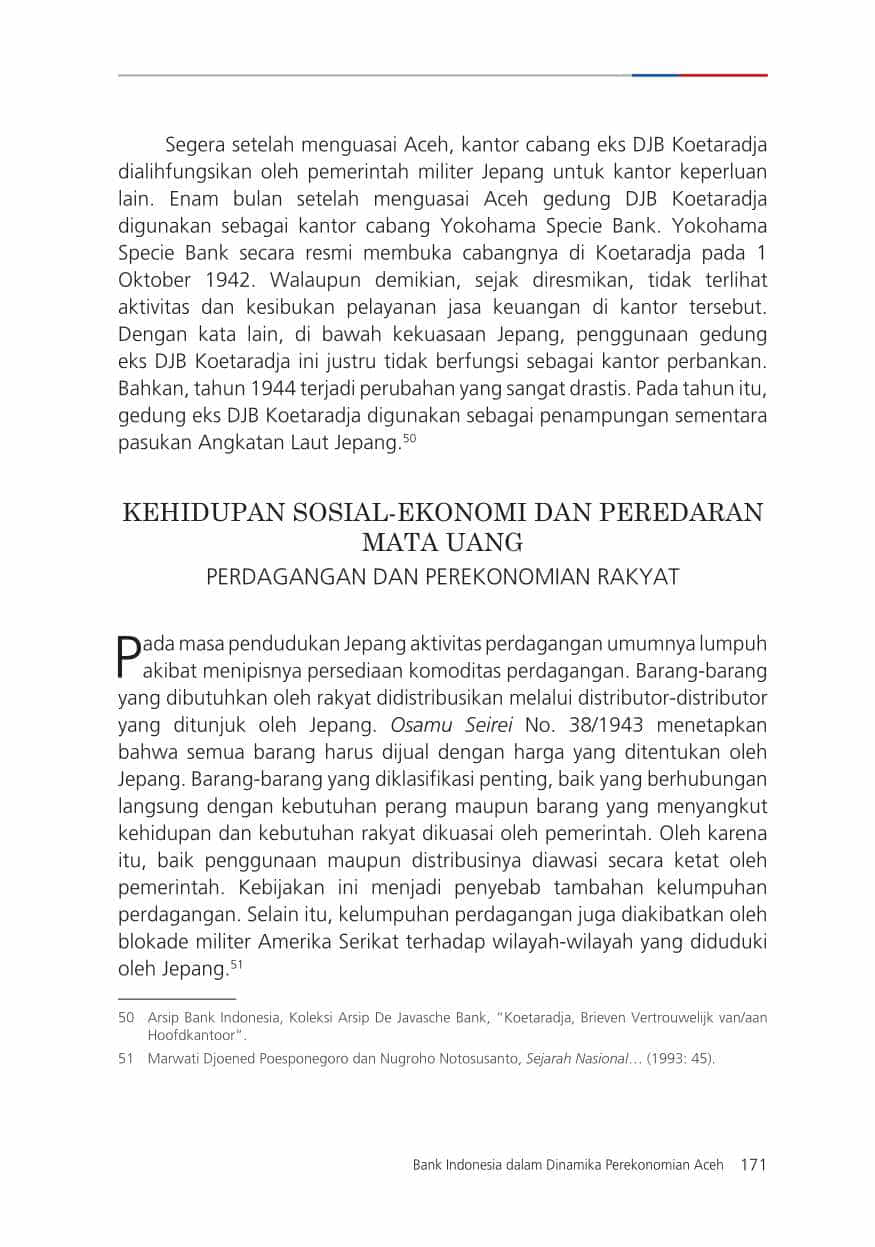 Segera setelah menguasai Aceh, kantor cabang eks DJB Koetaradja
dialihfungsikan oleh pemerintah militer Jepang untuk kantor keperluan
lain. Enam bulan setelah menguasai Aceh gedung DJB Koetaradja
digunakan sebagai kantor cabang Yokohama Specie Bank. Yokohama
Specie Bank secara resmi membuka cabangnya di Koetaradja pada 1
Oktober 1942. Walaupun demikian, sejak diresmikan, tidak terlihat
aktivitas dan kesibukan pelayanan jasa keuangan di kantor tersebut.
Dengan kata lain, di bawah kekuasaan Jepang, penggunaan gedung
eks DJB Koetaradja ini justru tidak berfungsi sebagai kantor perbankan.
Bahkan, tahun 1944 terjadi perubahan yang sangat drastis. Pada tahun itu,
gedung eks DJB Koetaradja digunakan sebagai penampungan sementara
pasukan Angkatan Laut Jepang.50
KEHIDUPAN SOSIAL-EKONOMI DAN PEREDARAN
MATA UANG
PERDAGANGAN DAN PEREKONOMIAN RAKYAT
Pada masa pendudukan Jepang aktivitas perdagangan umumnya lumpuh
akibat menipisnya persediaan komoditas perdagangan. Barang-barang
yang dibutuhkan oleh rakyat didistribusikan melalui distributor-distributor
yang ditunjuk oleh Jepang. Osamu Seirei No. 38/1943 menetapkan
bahwa semua barang harus dijual dengan harga yang ditentukan oleh
Jepang. Barang-barang yang diklasifikasi penting, baik yang berhubungan
langsung dengan kebutuhan perang maupun barang yang menyangkut
kehidupan dan kebutuhan rakyat dikuasai oleh pemerintah. Oleh karena
itu, baik penggunaan maupun distribusinya diawasi secara ketat oleh
pemerintah. Kebijakan ini menjadi penyebab tambahan kelumpuhan
perdagangan. Selain itu, kelumpuhan perdagangan juga diakibatkan oleh
blokade militer Amerika Serikat terhadap wilayah-wilayah yang diduduki
oleh Jepang.51
50 Arsip Bank Indonesia, Koleksi Arsip De Javasche Bank, "Koetaradja, Brieven Vertrouwelijk van/aan
Hoofdkantoor".
51 Marwati Djoened Poesponegoro dan Nugroho Notosusanto, Sejarah Nasional… (1993: 45).
Bank Indonesia dalam Dinamika Perekonomian Aceh 171